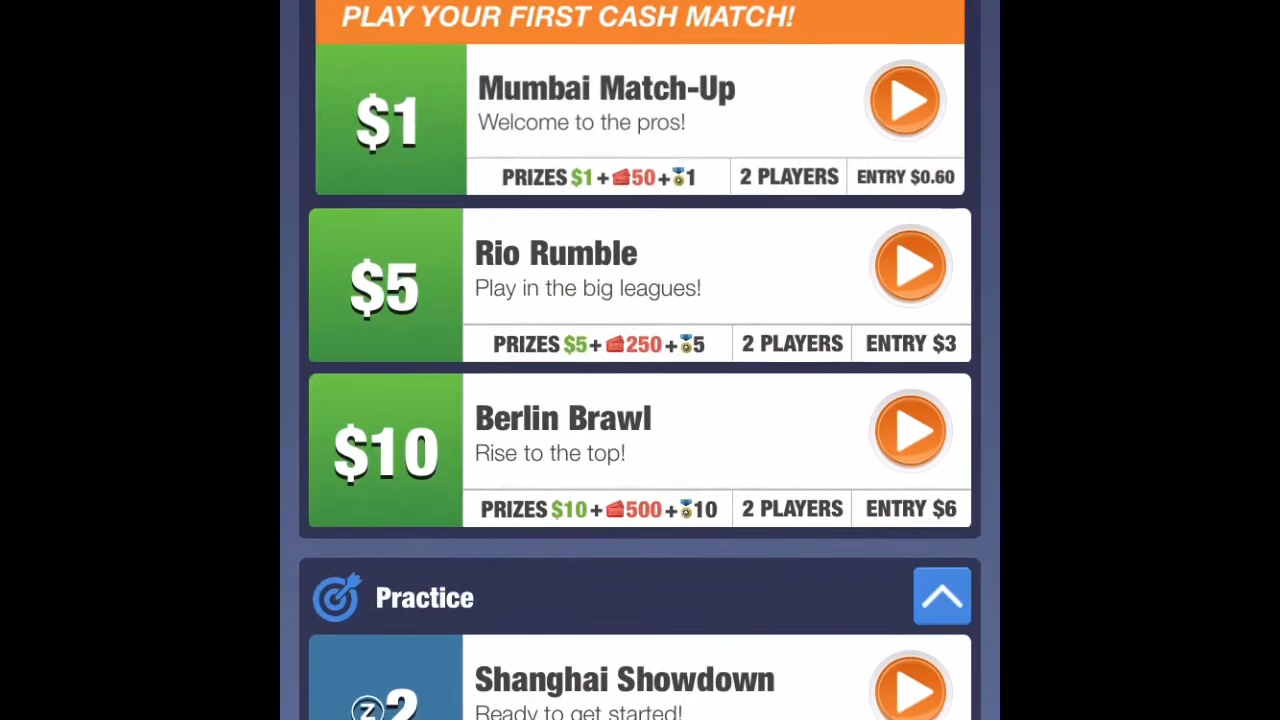 PLAY YOUR FIRST CASH MATCH!
$1
Mumbai Match-Up
Welcome to the pros!
PRIZES $1+50+1 2 PLAYERS ENTRY $0.60
$5
Rio Rumble
Play in the big leagues!
PRIZES $5+250+5 2 PLAYERS ENTRY $3
$10
Berlin Brawl
Rise to the top!
PRIZES $10+500+10 2 PLAYERS ENTRY $6
Practice
Z2
Shanghai Showdown
Ready to get started!